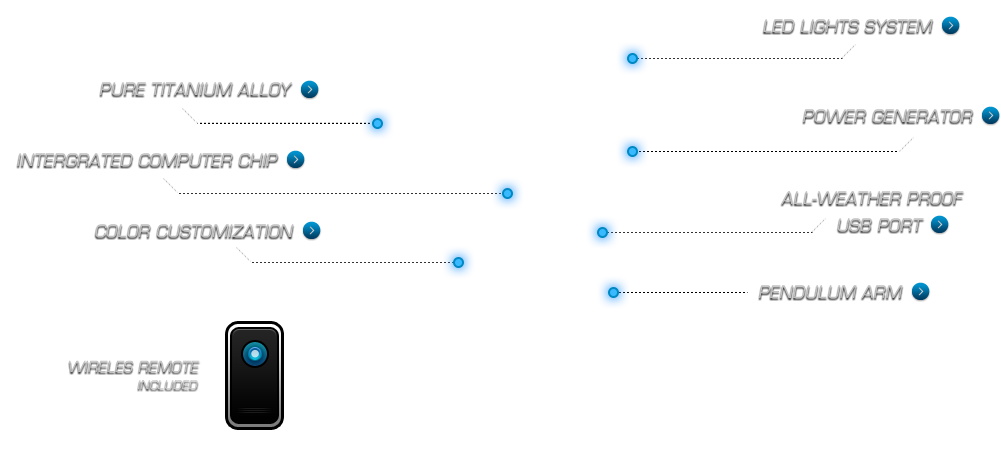 LED LIGHTS SYSTEM
PURE TITANIUM ALLOY
POWER GENERATOR
INTERGRATED COMPUTER CHIP
ALL-WEATHER PROOF
USB PORT
COLOR CUSTOMIZATION
PENDULUM ARM
WIRELES REMOTE
INCLUDED